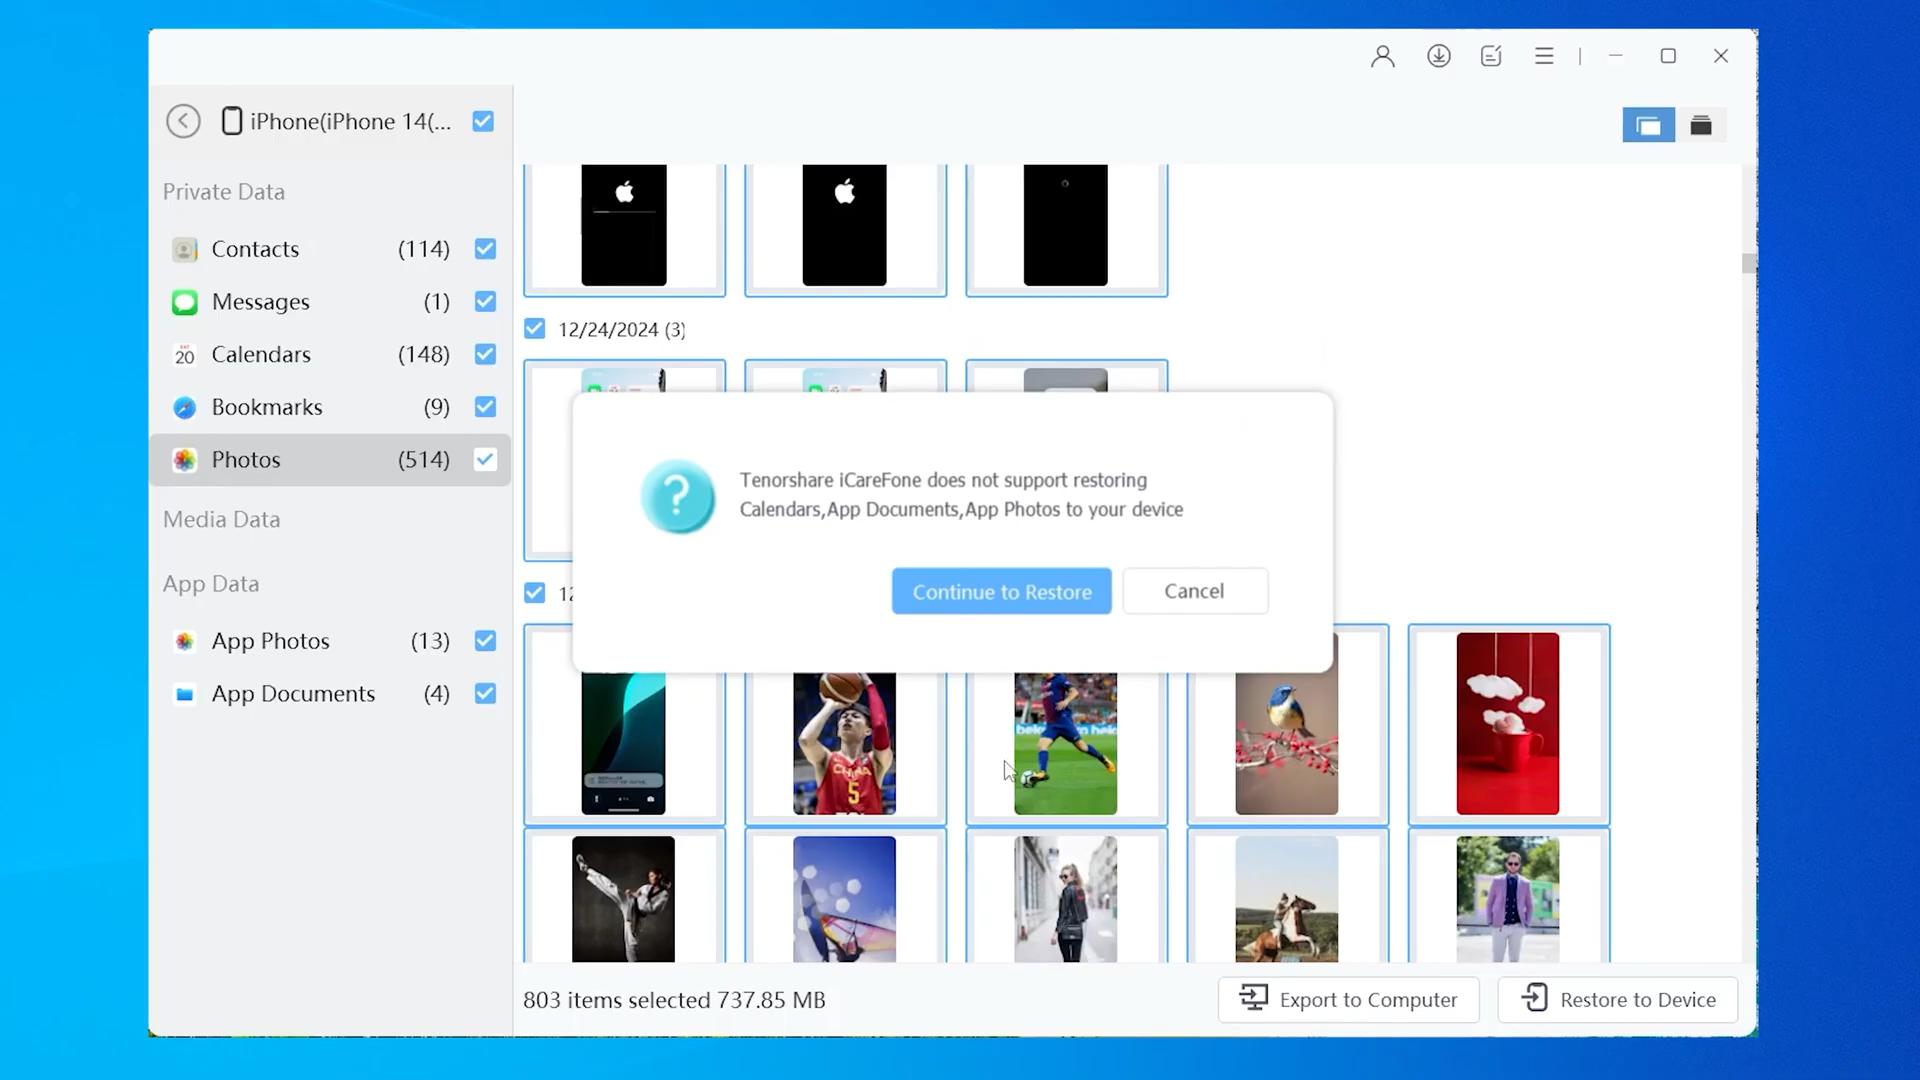 iPhone(iPhone 14(...
Private Data
Contacts (114)
Messages (1)
Calendars (148)
Bookmarks (9)
Photos (514)
Media Data
App Data
App Photos (13)
App Documents (4)
12/24/2024 (3)
Tenorshare iCareFone does not support restoring
Calendars,App Documents,App Photos to your device
Continue to Restore Cancel
CHINA
5
803 items selected 737.85 MB
Export to Computer
Restore to Device